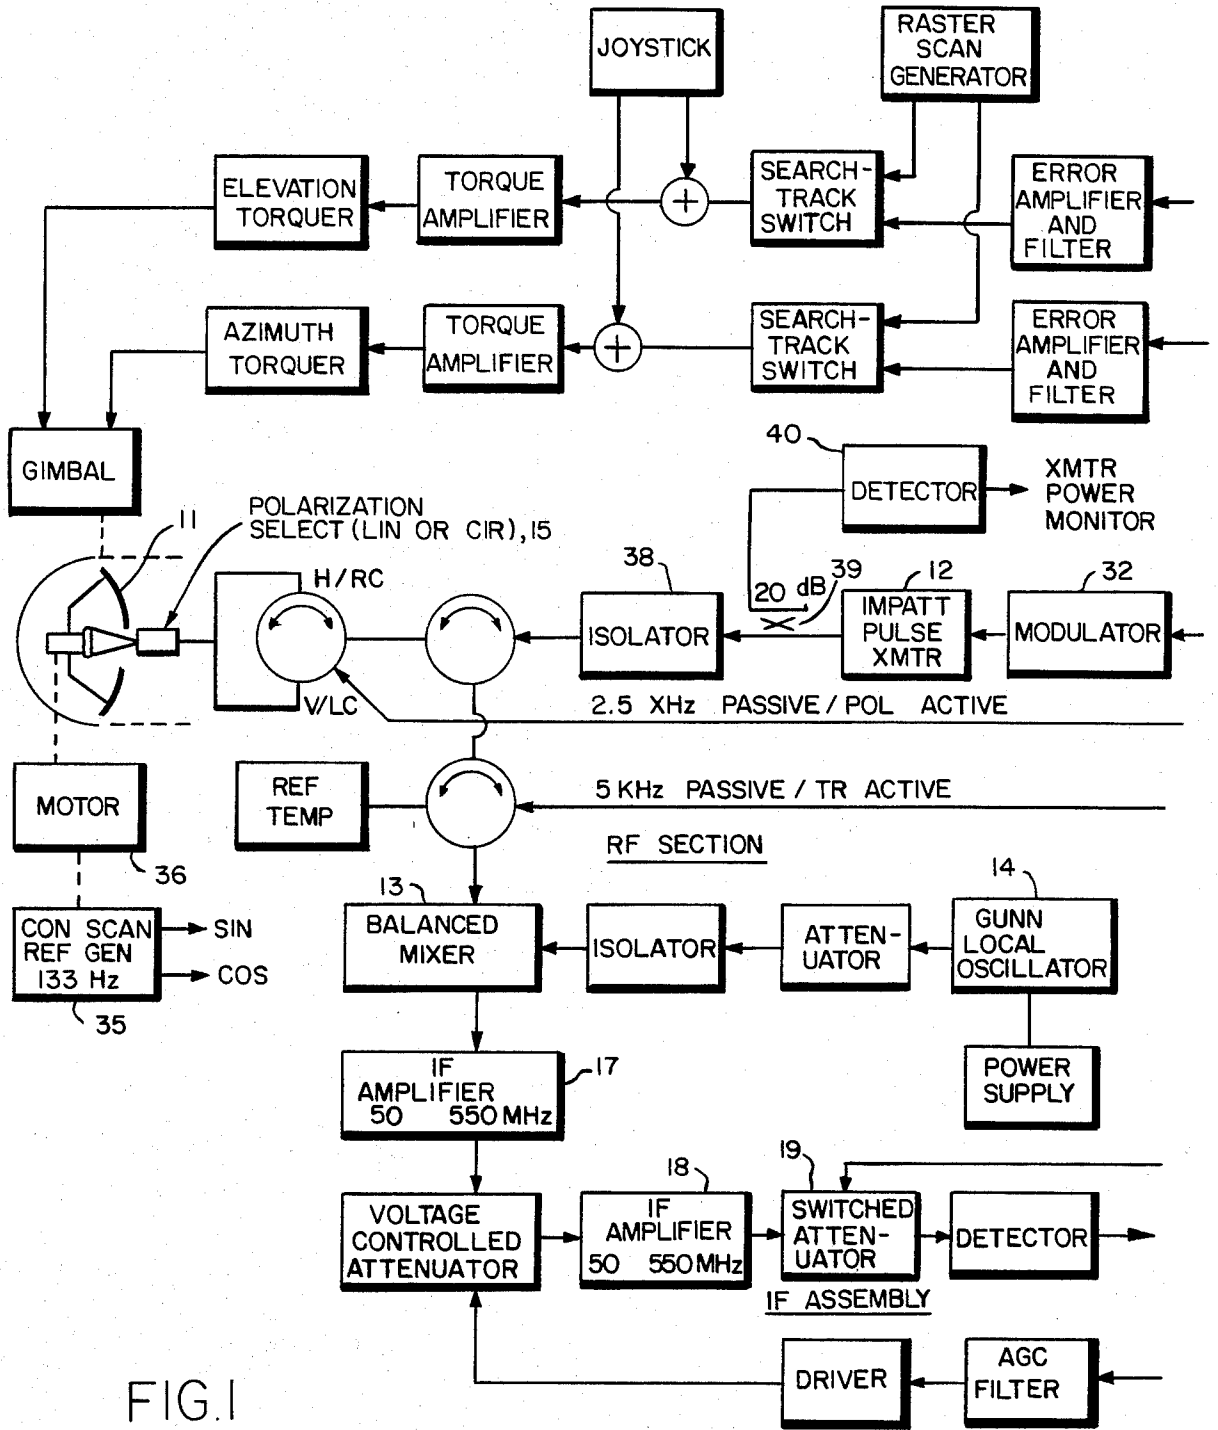 JOYSTICK
RASTER
SCAN
GENERATOR
ELEVATION
TORQUER
TORQUE
AMPLIFIER
+
SEARCH-
TRACK
SWITCH
ERROR
AMPLIFIER
AND
FILTER
AZIMUTH
TORQUER
TORQUE
AMPLIFIER
+
SEARCH-
TRACK
SWITCH
ERROR
AMPLIFIER
AND
FILTER
GIMBAL
40
DETECTOR
XMTR
POWER
MONITOR
11
POLARIZATION
SELECT (LIN OR CIR), 15
H/RC
V/LC
38
ISOLATOR
20 dB
39
12
IMPATT
PULSE
XMTR
32
MODULATOR
2.5 XHz PASSIVE / POL ACTIVE
MOTOR
36
REF
TEMP
5 KHz PASSIVE / TR ACTIVE
RF SECTION
CON SCAN
REF GEN
133 Hz
35
SIN
COS
13
BALANCED
MIXER
ISOLATOR
ATTEN-
UATOR
14
GUNN
LOCAL
OSCILLATOR
POWER
SUPPLY
IF
AMPLIFIER
50 550 MHz
17
VOLTAGE
CONTROLLED
ATTENUATOR
18
IF
AMPLIFIER
50 550 MHz
19
SWITCHED
ATTEN-
UATOR
DETECTOR
IF ASSEMBLY
DRIVER
AGC
FILTER
FIG. 1